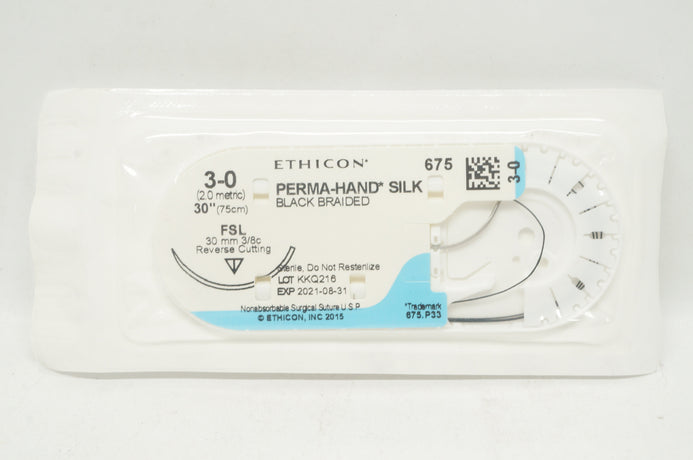 ETHICON*
675
3-0
3-0
(2.0 metric)
30" (75cm)
PERMA-HAND* SILK
BLACK BRAIDED
FSL
30 mm 3/8c
Reverse Cutting
Sterile, Do Not Resterilize
LOT KKQ216
EXP 2021-08-31
Nonabsorbable Surgical Suture U.S.P.
© ETHICON, INC 2015
*Trademark
675.P33